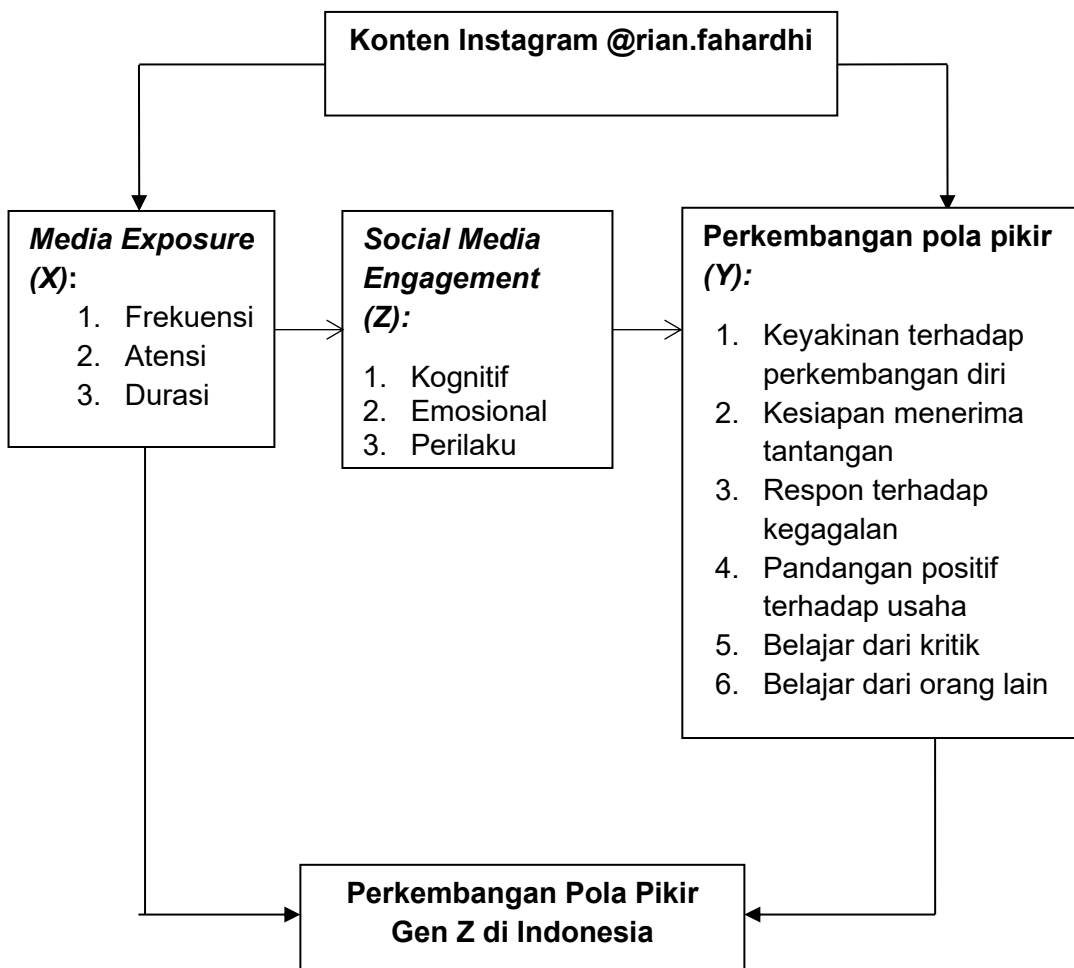 Konten Instagram @rian.fahardhi
Media Exposure
(X):
1. Frekuensi
2. Atensi
3. Durasi
Social Media
Engagement
(Z):
1. Kognitif
2. Emosional
3. Perilaku
Perkembangan pola pikir
(Y):
1. Keyakinan terhadap
perkembangan diri
2. Kesiapan menerima
tantangan
3. Respon terhadap
kegagalan
4. Pandangan positif
terhadap usaha
5. Belajar dari kritik
6. Belajar dari orang lain
Perkembangan Pola Pikir
Gen Z di Indonesia